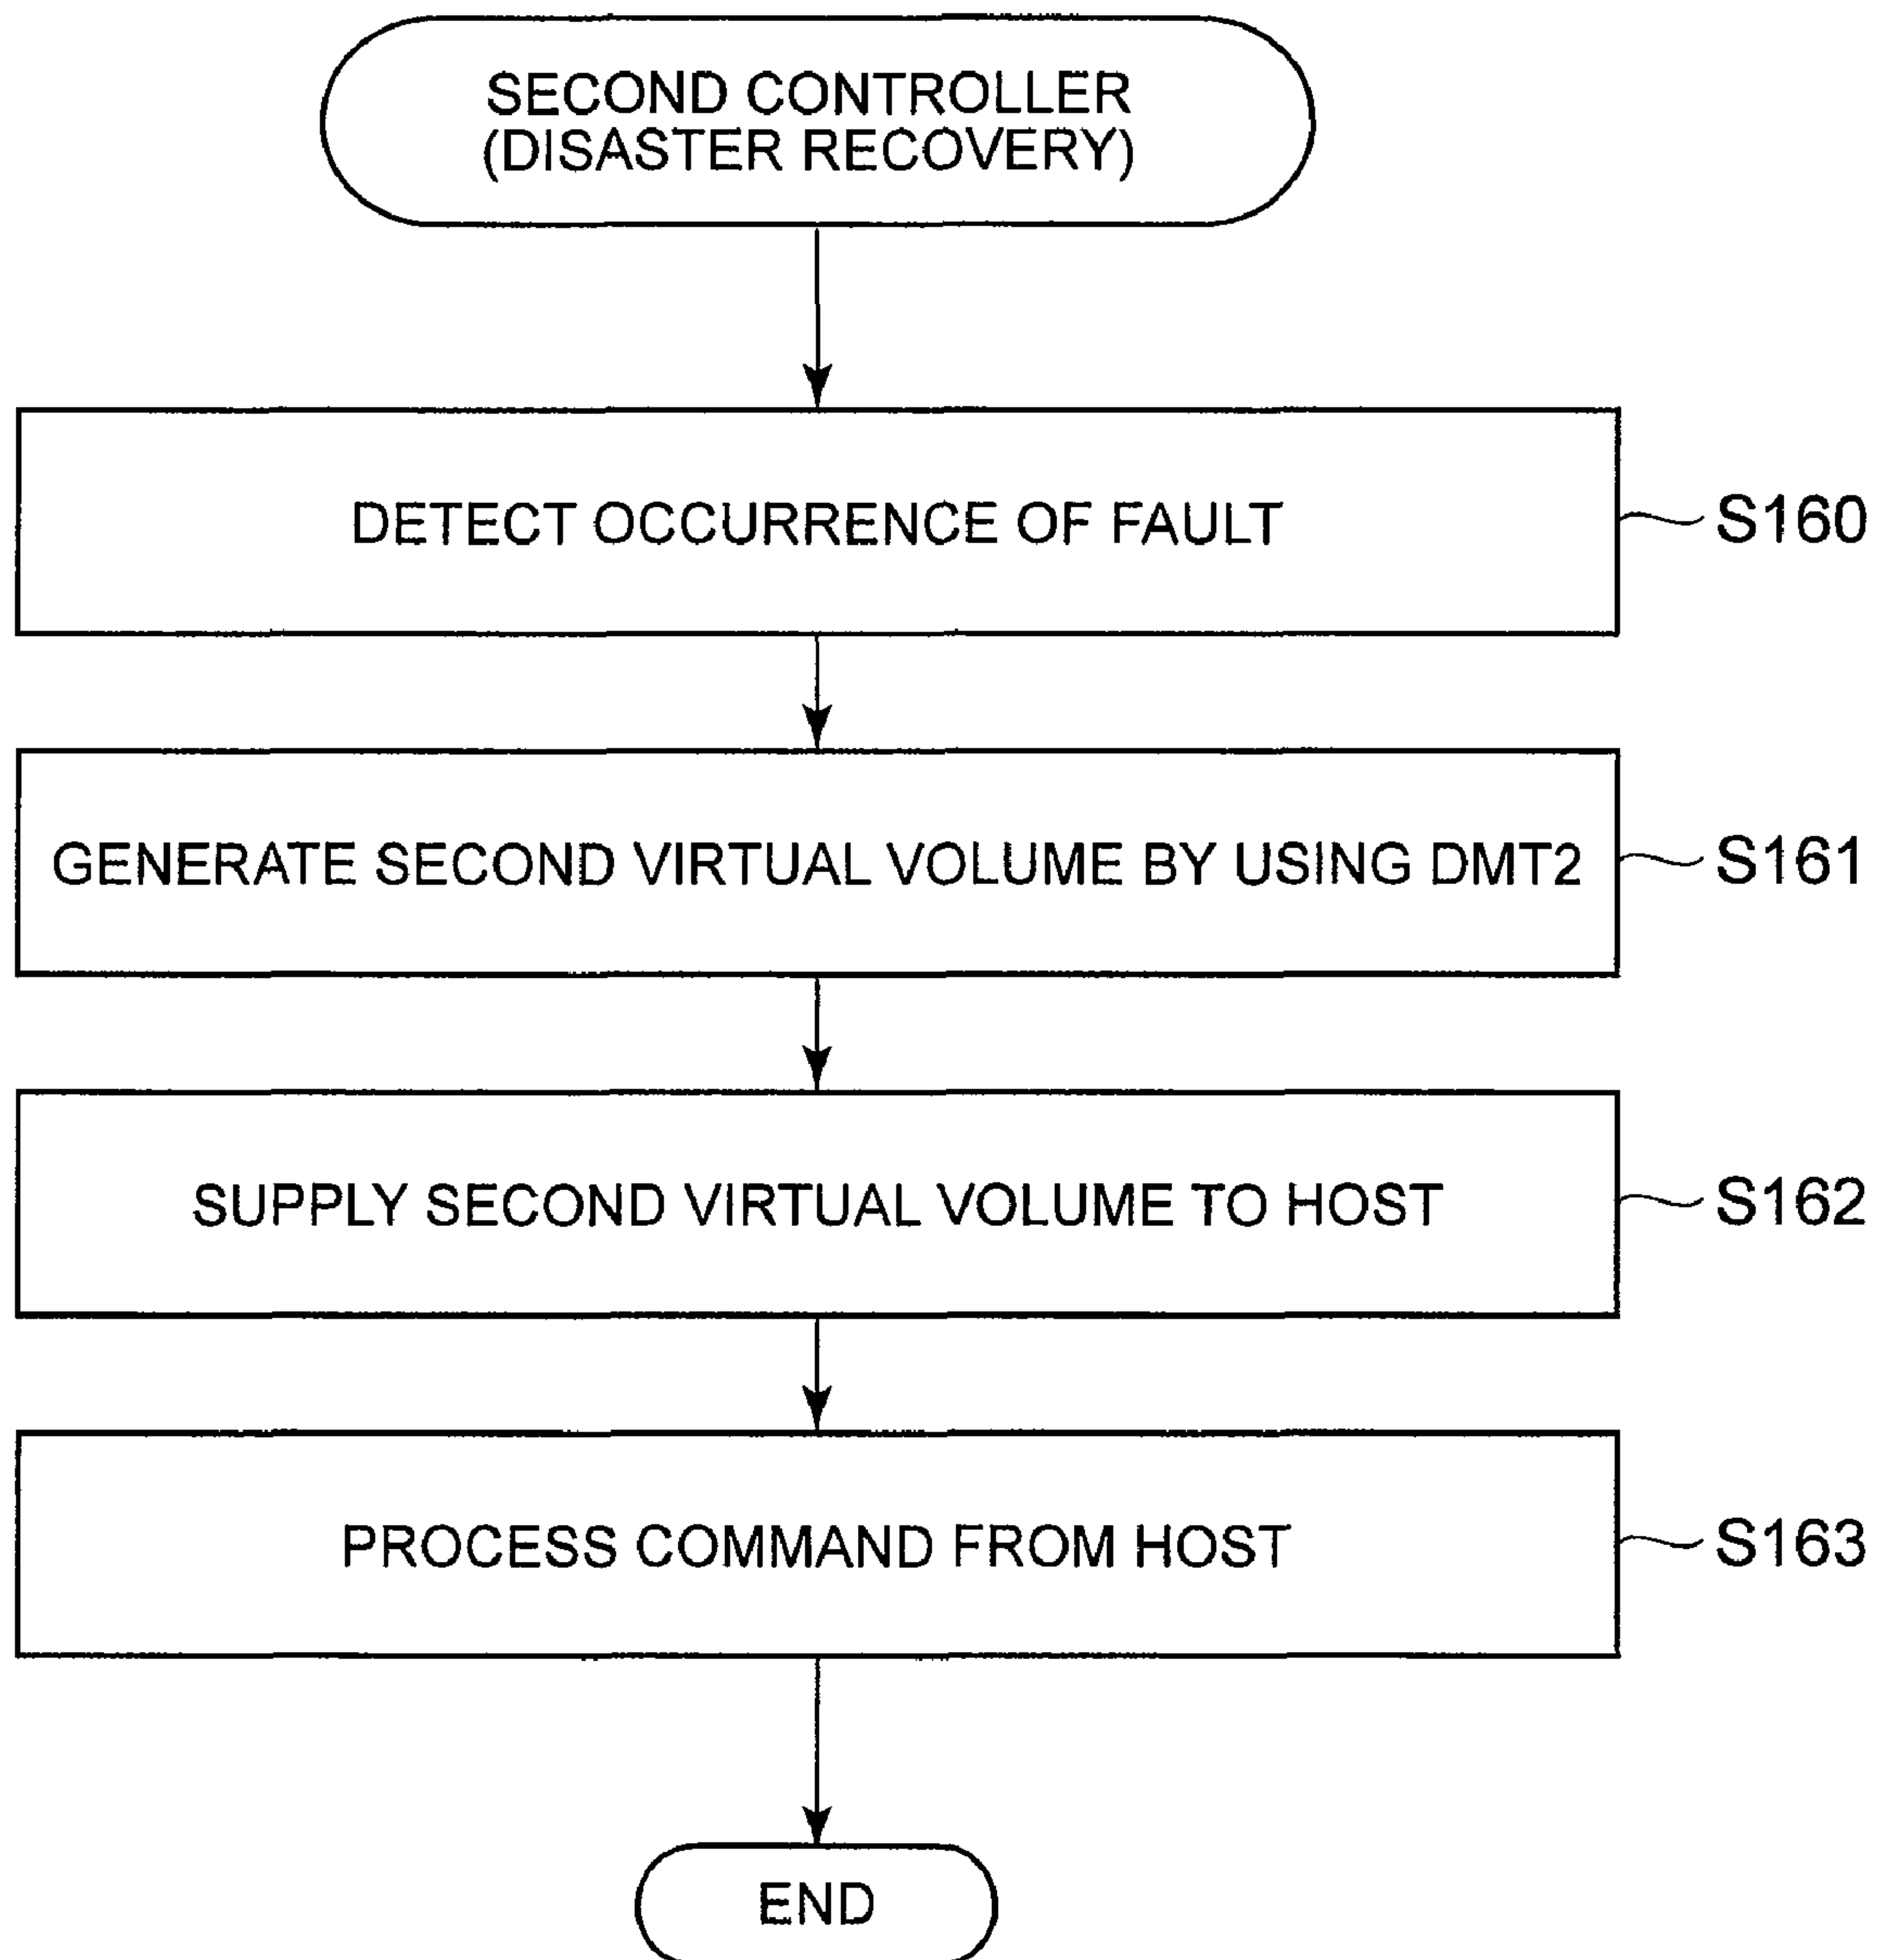 SECOND CONTROLLER
(DISASTER RECOVERY)
DETECT OCCURRENCE OF FAULT
S160
GENERATE SECOND VIRTUAL VOLUME BY USING DMT2
S161
SUPPLY SECOND VIRTUAL VOLUME TO HOST
S162
PROCESS COMMAND FROM HOST
S163
END